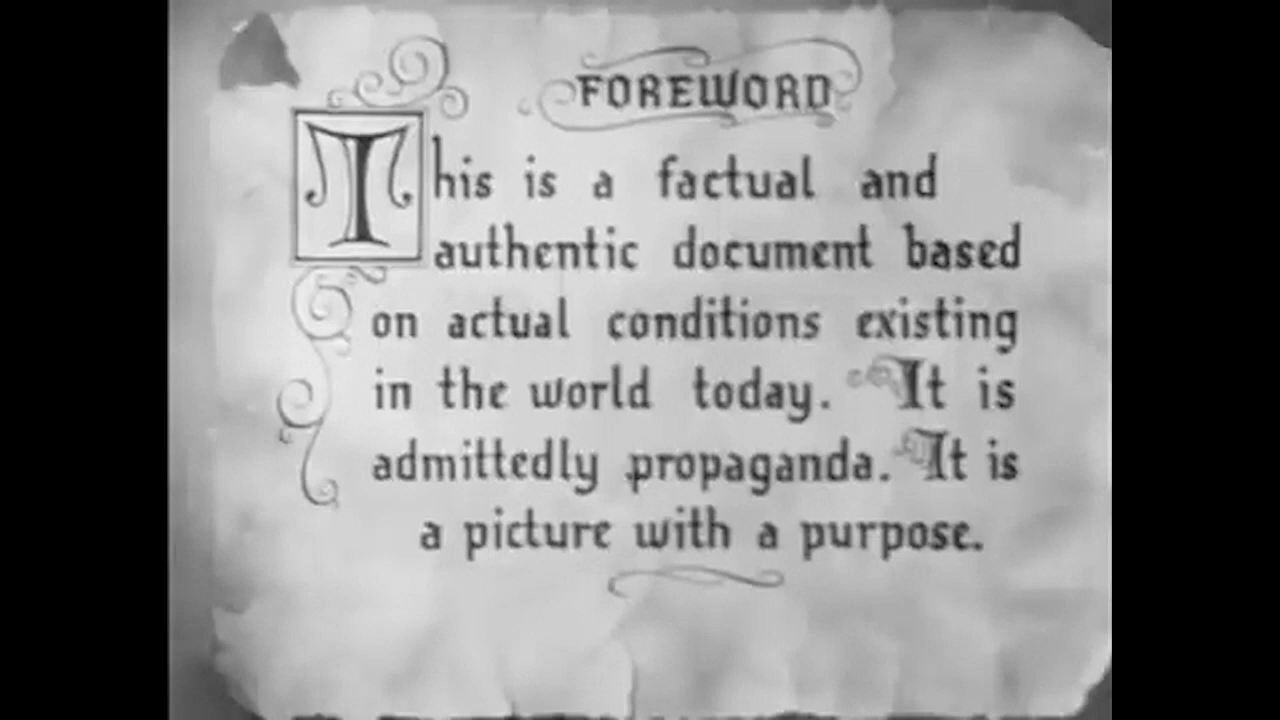 FOREWORD
This is a factual and
authentic document based
on actual conditions existing
in the world today. It is
admittedly propaganda. It is
a picture with a purpose.